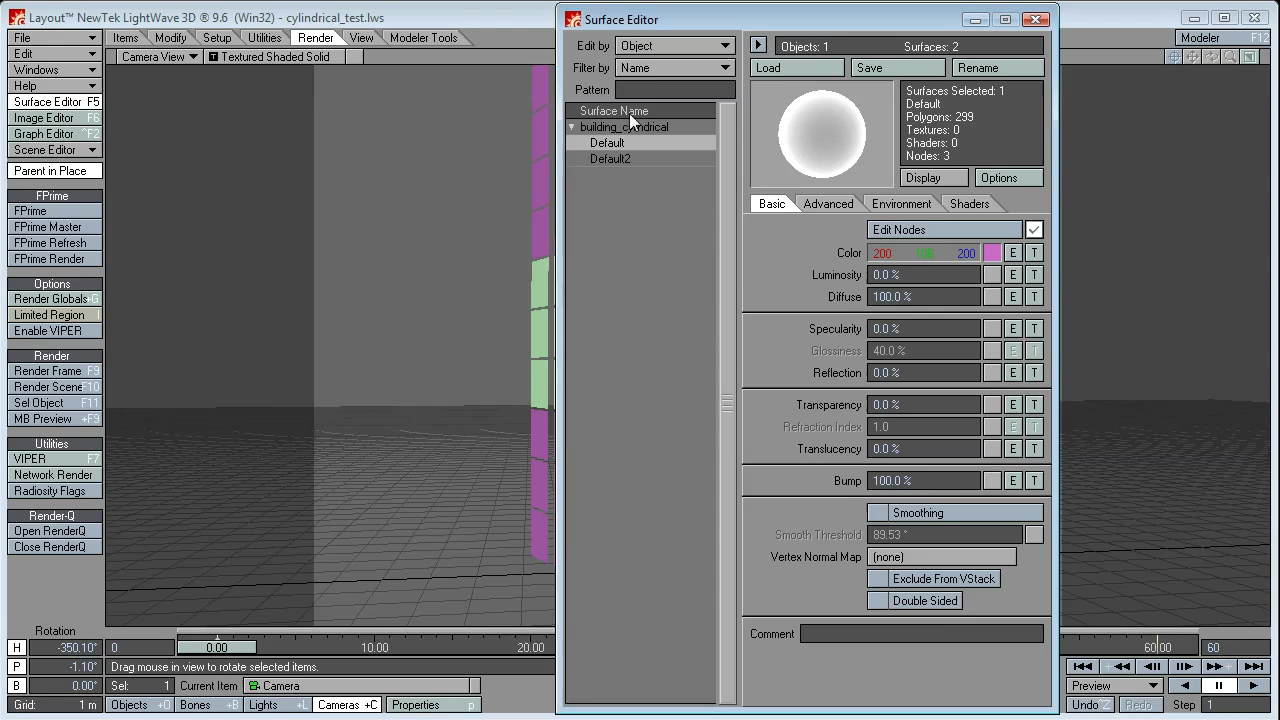 Layout™ NewTek LightWave 3D ® 9.6 (Win32) - cylindrical_test.lws
File
Edit
Windows
Help
Surface Editor F5
Image Editor F6
Graph Editor ^F2
Scene Editor
Parent in Place
FPrime
FPrime
FPrime Master
FPrime Refresh
FPrime Render
Options
Render Globals
Limited Region
Enable VIPER
Render
Render Frame F9
Render Scene F10
Sel Object F11
MB Preview +F9
Utilities
VIPER F7
Network Render
Radiosity Flags
Render-Q
Open RenderQ
Close RenderQ
Items Modify Setup Utilities Render View Modeler Tools
Camera View Textured Shaded Solid
Modeler F12
Surface Editor
Edit by Object
Filter by Name
Pattern
Surface Name
building_cylindrical
Default
Default2
Objects: 1 Surfaces: 2
Load Save Rename
Surfaces Selected: 1
Default
Polygons: 299
Textures: 0
Shaders: 0
Nodes: 3
Display Options
Basic Advanced Environment Shaders
Edit Nodes
Color 200 200 E T
Luminosity 0.0 % E T
Diffuse 100.0 % E T
Specularity 0.0 % E T
Glossiness 40.0 % E T
Reflection 0.0 % E T
Transparency 0.0 % E T
Refraction Index 1.0 E T
Translucency 0.0 % E T
Bump 100.0 % E T
Smoothing
Smooth Threshold 89.53 °
Vertex Normal Map (none)
Exclude From VStack
Double Sided
Comment
Rotation
H -350.10°
P -1.10°
B 0.00°
Grid: 1 m
0 0.00 10.00 20.00 60.00 60
Drag mouse in view to rotate selected items.
Sel: 1 Current Item Camera
Objects +O Bones +B Lights +L Cameras +C Properties p
Preview
Undo Z Redo Step 1